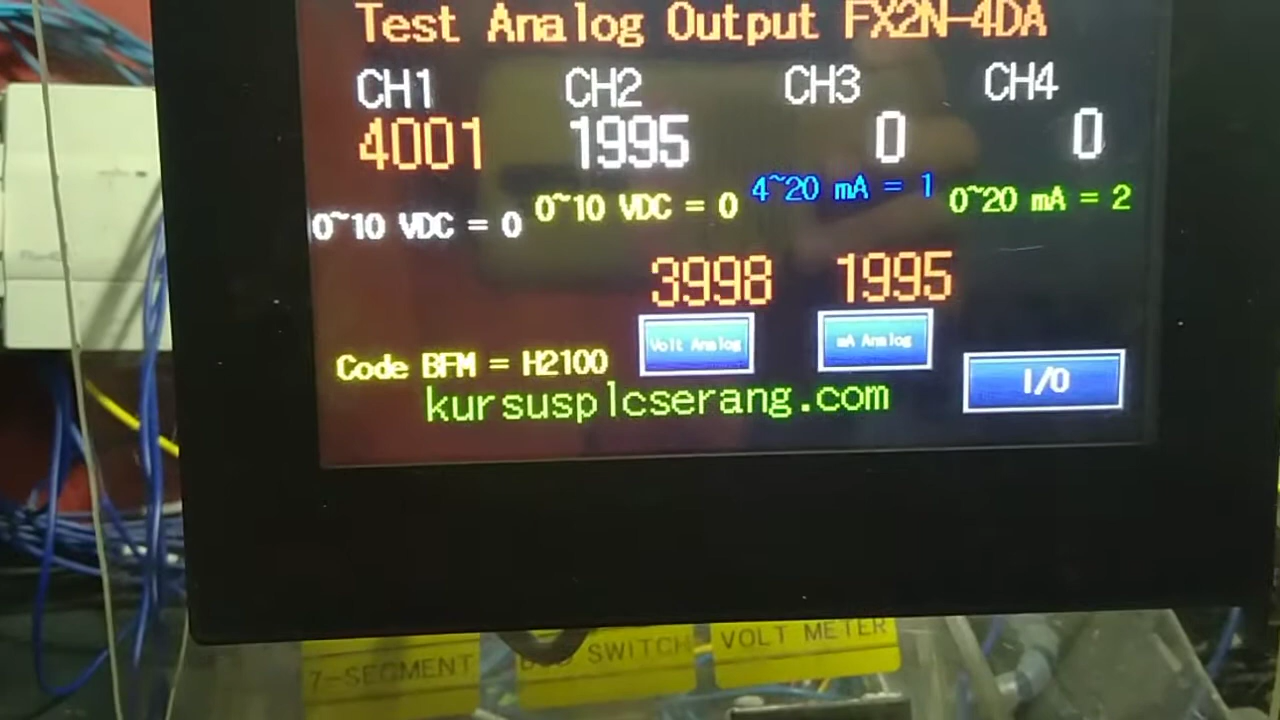 Test Analog Output FX2N-4DA
CH1 CH2 CH3 CH4
4001 1995 0 0
0~10 VDC = 0 0~10 VDC = 0 4~20 mA = 1 0~20 mA = 2
3998 1995
Volt Analog mA Analog
Code BFM = H2100
I/O
kursusplcserang.com
7-SEGMENT SWITCH VOLT METER